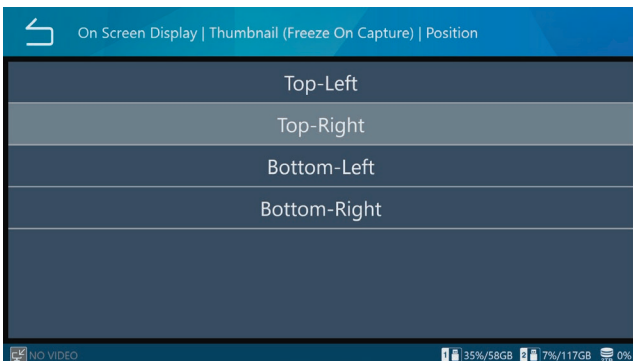 On Screen Display | Thumbnail (Freeze On Capture) | Position
Top-Left
Top-Right
Bottom-Left
Bottom-Right
NO VIDEO 1 35%/58GB 2 7%/117GB 0%